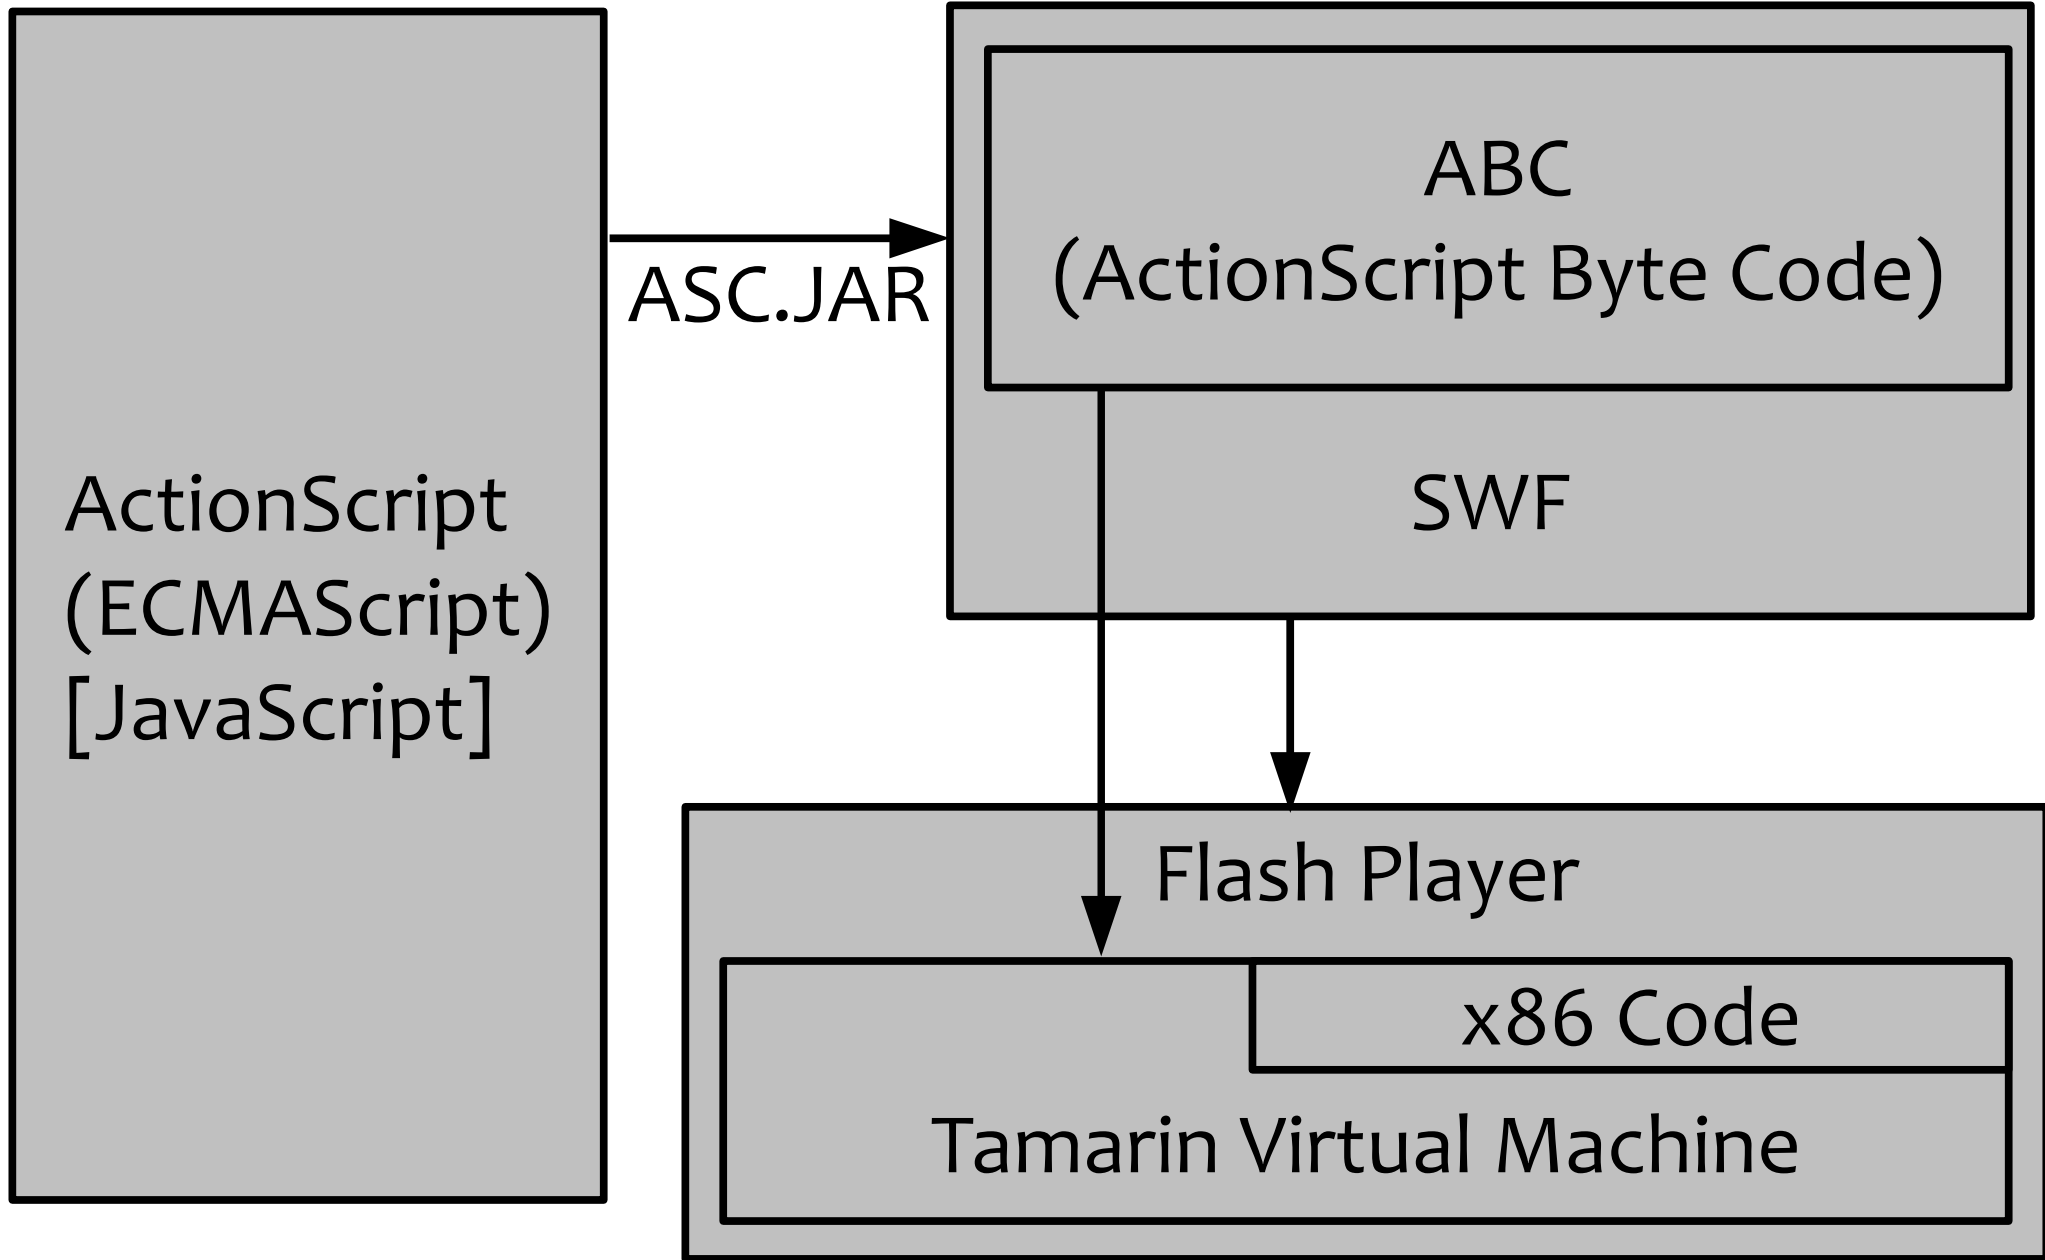 ActionScript
(ECMAScript)
[JavaScript]
ASC.JAR
ABC
(ActionScript Byte Code)
SWF
Flash Player
x86 Code
Tamarin Virtual Machine